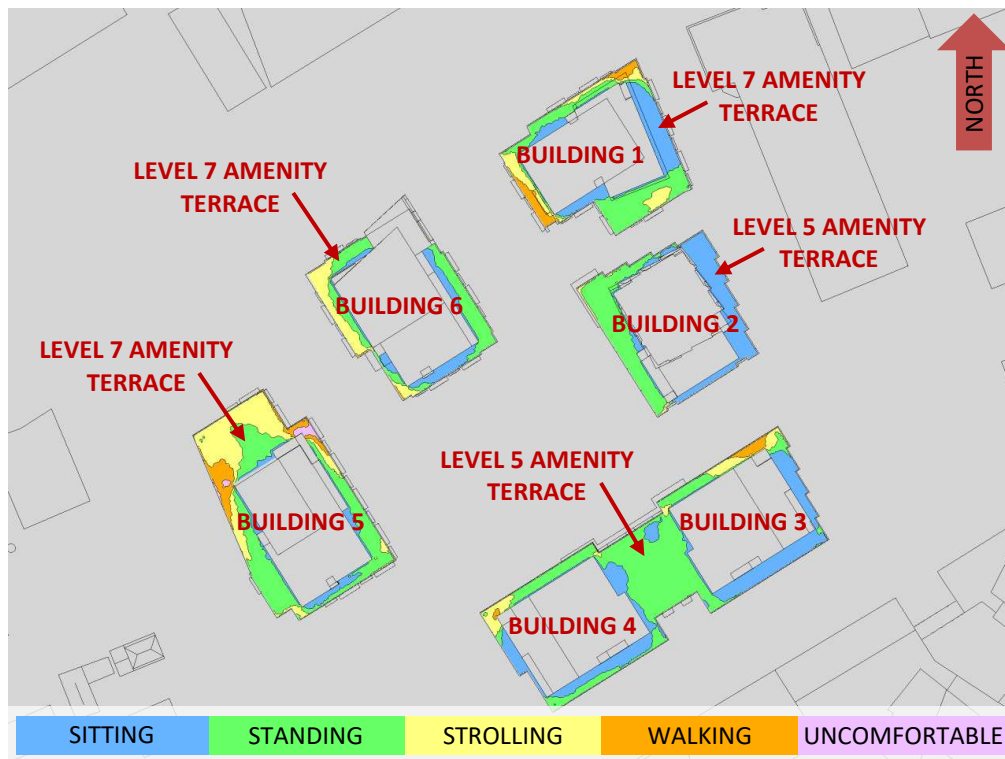 NORTH
LEVEL 7 AMENITY
TERRACE
BUILDING 1
LEVEL 7 AMENITY
TERRACE
LEVEL 5 AMENITY
TERRACE
BUILDING 6
BUILDING 2
LEVEL 7 AMENITY
TERRACE
LEVEL 5 AMENITY
TERRACE
BUILDING 5
BUILDING 3
BUILDING 4
SITTING
STANDING
STROLLING
WALKING
UNCOMFORTABLE